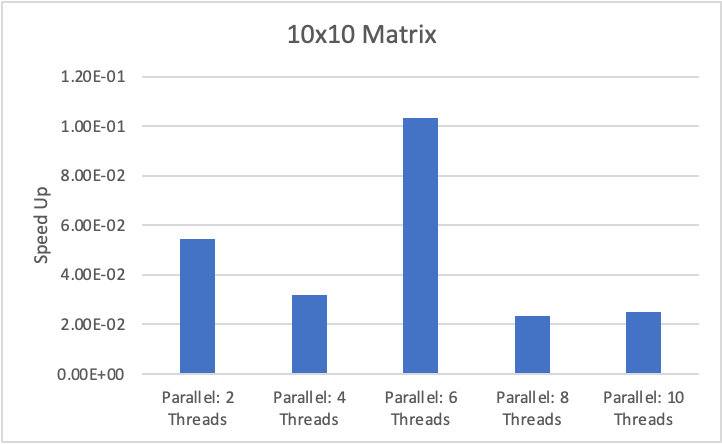 10x10 Matrix
Speed Up
1.20E-01
1.00E-01
8.00E-02
6.00E-02
4.00E-02
2.00E-02
0.00E+00
Parallel: 2 Threads
Parallel: 4 Threads
Parallel: 6 Threads
Parallel: 8 Threads
Parallel: 10 Threads